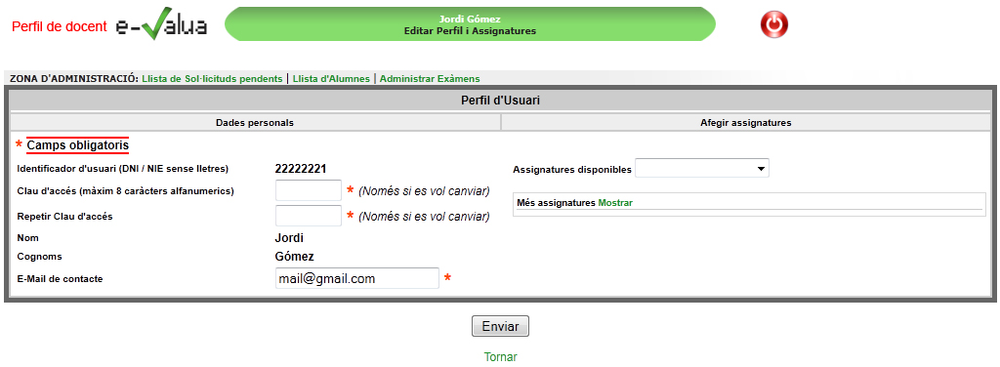 Perfil de docent e-valua
Jordi Gómez
Editar Perfil i Assignatures
ZONA D'ADMINISTRACIÓ: Llista de Sol·licituds pendents | Llista d'Alumnes | Administrar Exàmens
Perfil d'Usuari
Dades personals
Afegir assignatures
* Camps obligatoris
Identificador d'usuari (DNI / NIE sense lletres) 22222221
Assignatures disponibles
Clau d'accés (màxim 8 caràcters alfanumerics) * (Només si es vol canviar)
Més assignatures Mostrar
Repetir Clau d'accés * (Només si es vol canviar)
Nom Jordi
Cognoms Gómez
E-Mail de contacte mail@gmail.com *
Enviar
Tornar